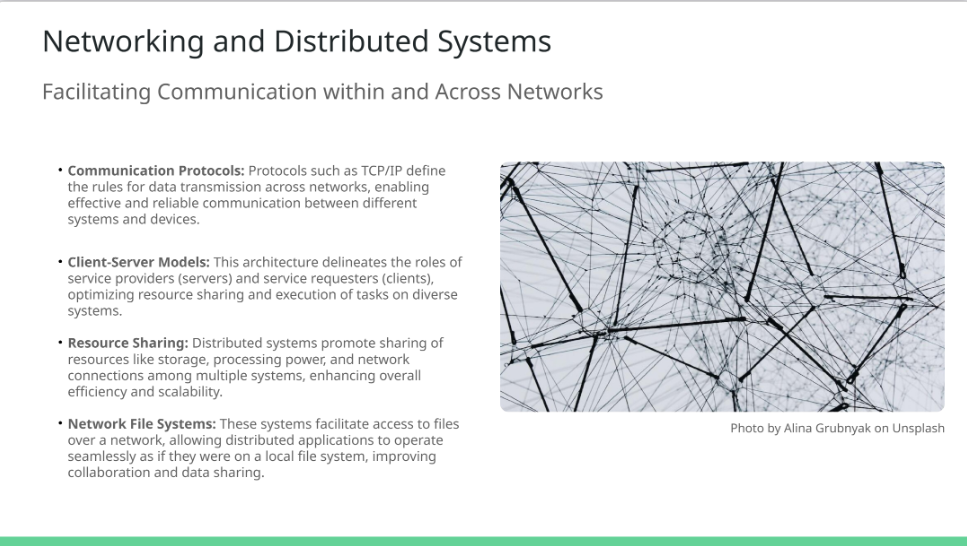 Networking and Distributed Systems
Facilitating Communication within and Across Networks
• Communication Protocols: Protocols such as TCP/IP define
the rules for data transmission across networks, enabling
effective and reliable communication between different
systems and devices.
• Client-Server Models: This architecture delineates the roles of
service providers (servers) and service requesters (clients),
optimizing resource sharing and execution of tasks on diverse
systems.
• Resource Sharing: Distributed systems promote sharing of
resources like storage, processing power, and network
connections among multiple systems, enhancing overall
efficiency and scalability.
• Network File Systems: These systems facilitate access to files
over a network, allowing distributed applications to operate
seamlessly as if they were on a local file system, improving
collaboration and data sharing.
Photo by Alina Grubnyak on Unsplash